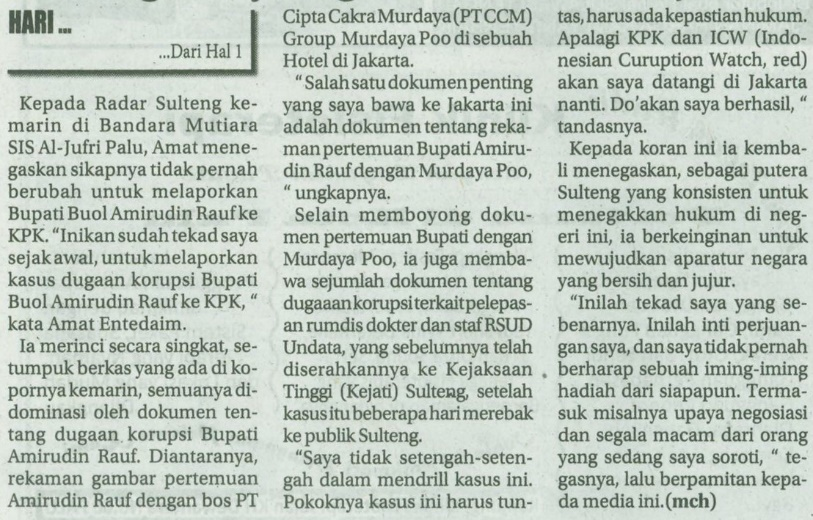 HARI ...
...Dari Hal 1
Kepada Radar Sulteng ke-
marin di Bandara Mutiara
SIS Al-Jufri Palu, Amat mene-
gaskan sikapnya tidak pernah
berubah untuk melaporkan
Bupati Buol Amirudin Rauf ke
KPK. “Inikan sudah tekad saya
sejak awal, untuk melaporkan
kasus dugaan korupsi Bupati
Buol Amirudin Rauf ke KPK, “
kata Amat Entedaim.
Ia merinci secara singkat, se-
tumpuk berkas yang ada di ko-
pornya kemarin, semuanya di-
dominasi oleh dokumen ten-
tang dugaan korupsi Bupati
Amirudin Rauf. Diantaranya,
rekaman gambar pertemuan
Amirudin Rauf dengan bos PT
Cipta Cakra Murdaya (PT CCM)
Group Murdaya Poo di sebuah
Hotel di Jakarta.
“Salah satu dokumen penting
yang saya bawa ke Jakarta ini
adalah dokumen tentang reka-
man pertemuan Bupati Amiru-
din Rauf dengan Murdaya Poo,
“ ungkapnya.
Selain memboyong doku-
men pertemuan Bupati dengan
Murdaya Poo, ia juga memba-
wa sejumlah dokumen tentang
dugaaan korupsi terkait pelepas-
an rumdis dokter dan staf RSUD
Undata, yang sebelumnya telah
diserahkannya ke Kejaksaan
Tinggi (Kejati) Sulteng, setelah
kasus itu beberapa hari merebak
ke publik Sulteng.
“Saya tidak setengah-seten-
gah dalam mendrill kasus ini.
Pokoknya kasus ini harus tun-
tas, harus ada kepastian hukum.
Apalagi KPK dan ICW (Indo-
nesian Curuption Watch, red)
akan saya datangi di Jakarta
nanti. Do’akan saya berhasil, “
tandasnya.
Kepada koran ini ia kemba-
li menegaskan, sebagai putera
Sulteng yang konsisten untuk
menegakkan hukum di neg-
eri ini, ia berkeinginan untuk
mewujudkan aparatur negara
yang bersih dan jujur.
“Inilah tekad saya yang se-
benarnya. Inilah inti perjuan-
gan saya, dan saya tidak pernah
berharap sebuah iming-iming
hadiah dari siapapun. Terma-
suk misalnya upaya negosiasi
dan segala macam dari orang
yang sedang saya soroti, “ te-
gasnya, lalu berpamitan kepa-
da media ini.(mch)